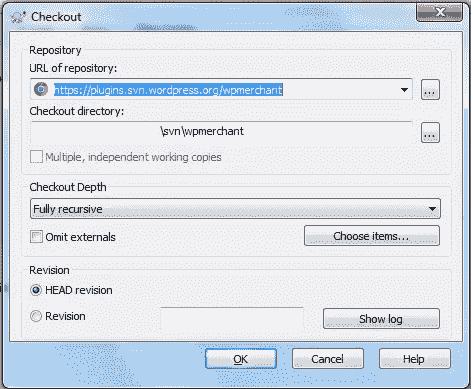 Checkout
Repository
URL of repository:
https://plugins.svn.wordpress.org/wpmerchant
...
Checkout directory:
\svn\wpmerchant
...
Multiple, independent working copies
Checkout Depth
Fully recursive
Omit externals
Choose items...
Revision
HEAD revision
Revision
Show log
OK
Cancel
Help